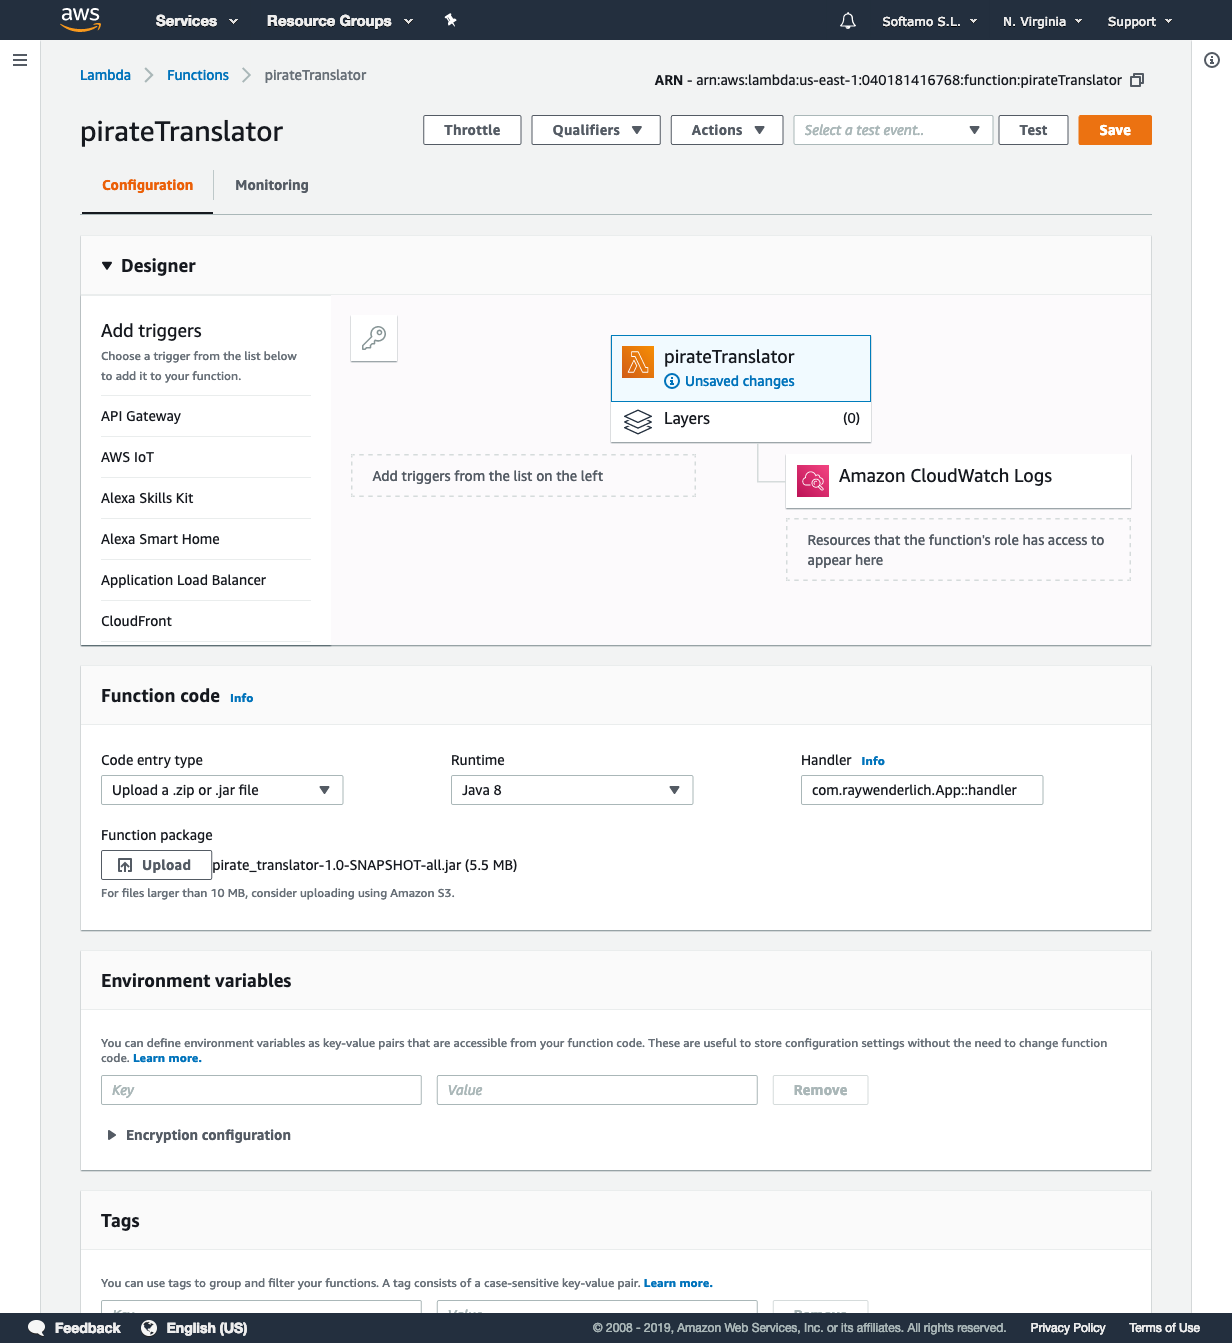 aws
Services
Resource Groups
Softamo S.L.
N. Virginia
Support
Lambda
Functions
pirateTranslator
ARN - arn:aws:lambda:us-east-1:040181416768:function:pirateTranslator
pirateTranslator
Throttle
Qualifiers
Actions
Select a test event..
Test
Save
Configuration
Monitoring
Designer
Add triggers
Choose a trigger from the list below
to add it to your function.
API Gateway
AWS IoT
Alexa Skills Kit
Alexa Smart Home
Application Load Balancer
CloudFront
pirateTranslator
Unsaved changes
Layers (0)
Add triggers from the list on the left
Amazon CloudWatch Logs
Resources that the function's role has access to
appear here
Function code Info
Code entry type
Upload a .zip or .jar file
Runtime
Java 8
Handler Info
com.raywenderlich.App::handler
Function package
Upload pirate_translator-1.0-SNAPSHOT-all.jar (5.5 MB)
For files larger than 10 MB, consider uploading using Amazon S3.
Environment variables
You can define environment variables as key-value pairs that are accessible from your function code. These are useful to store configuration settings without the need to change function
code. Learn more.
Key
Value
Remove
Encryption configuration
Tags
You can use tags to group and filter your functions. A tag consists of a case-sensitive key-value pair. Learn more.
Key
Value
Remove
Feedback
English (US)
© 2008 - 2019, Amazon Web Services, Inc. or its affiliates. All rights reserved.
Privacy Policy
Terms of Use